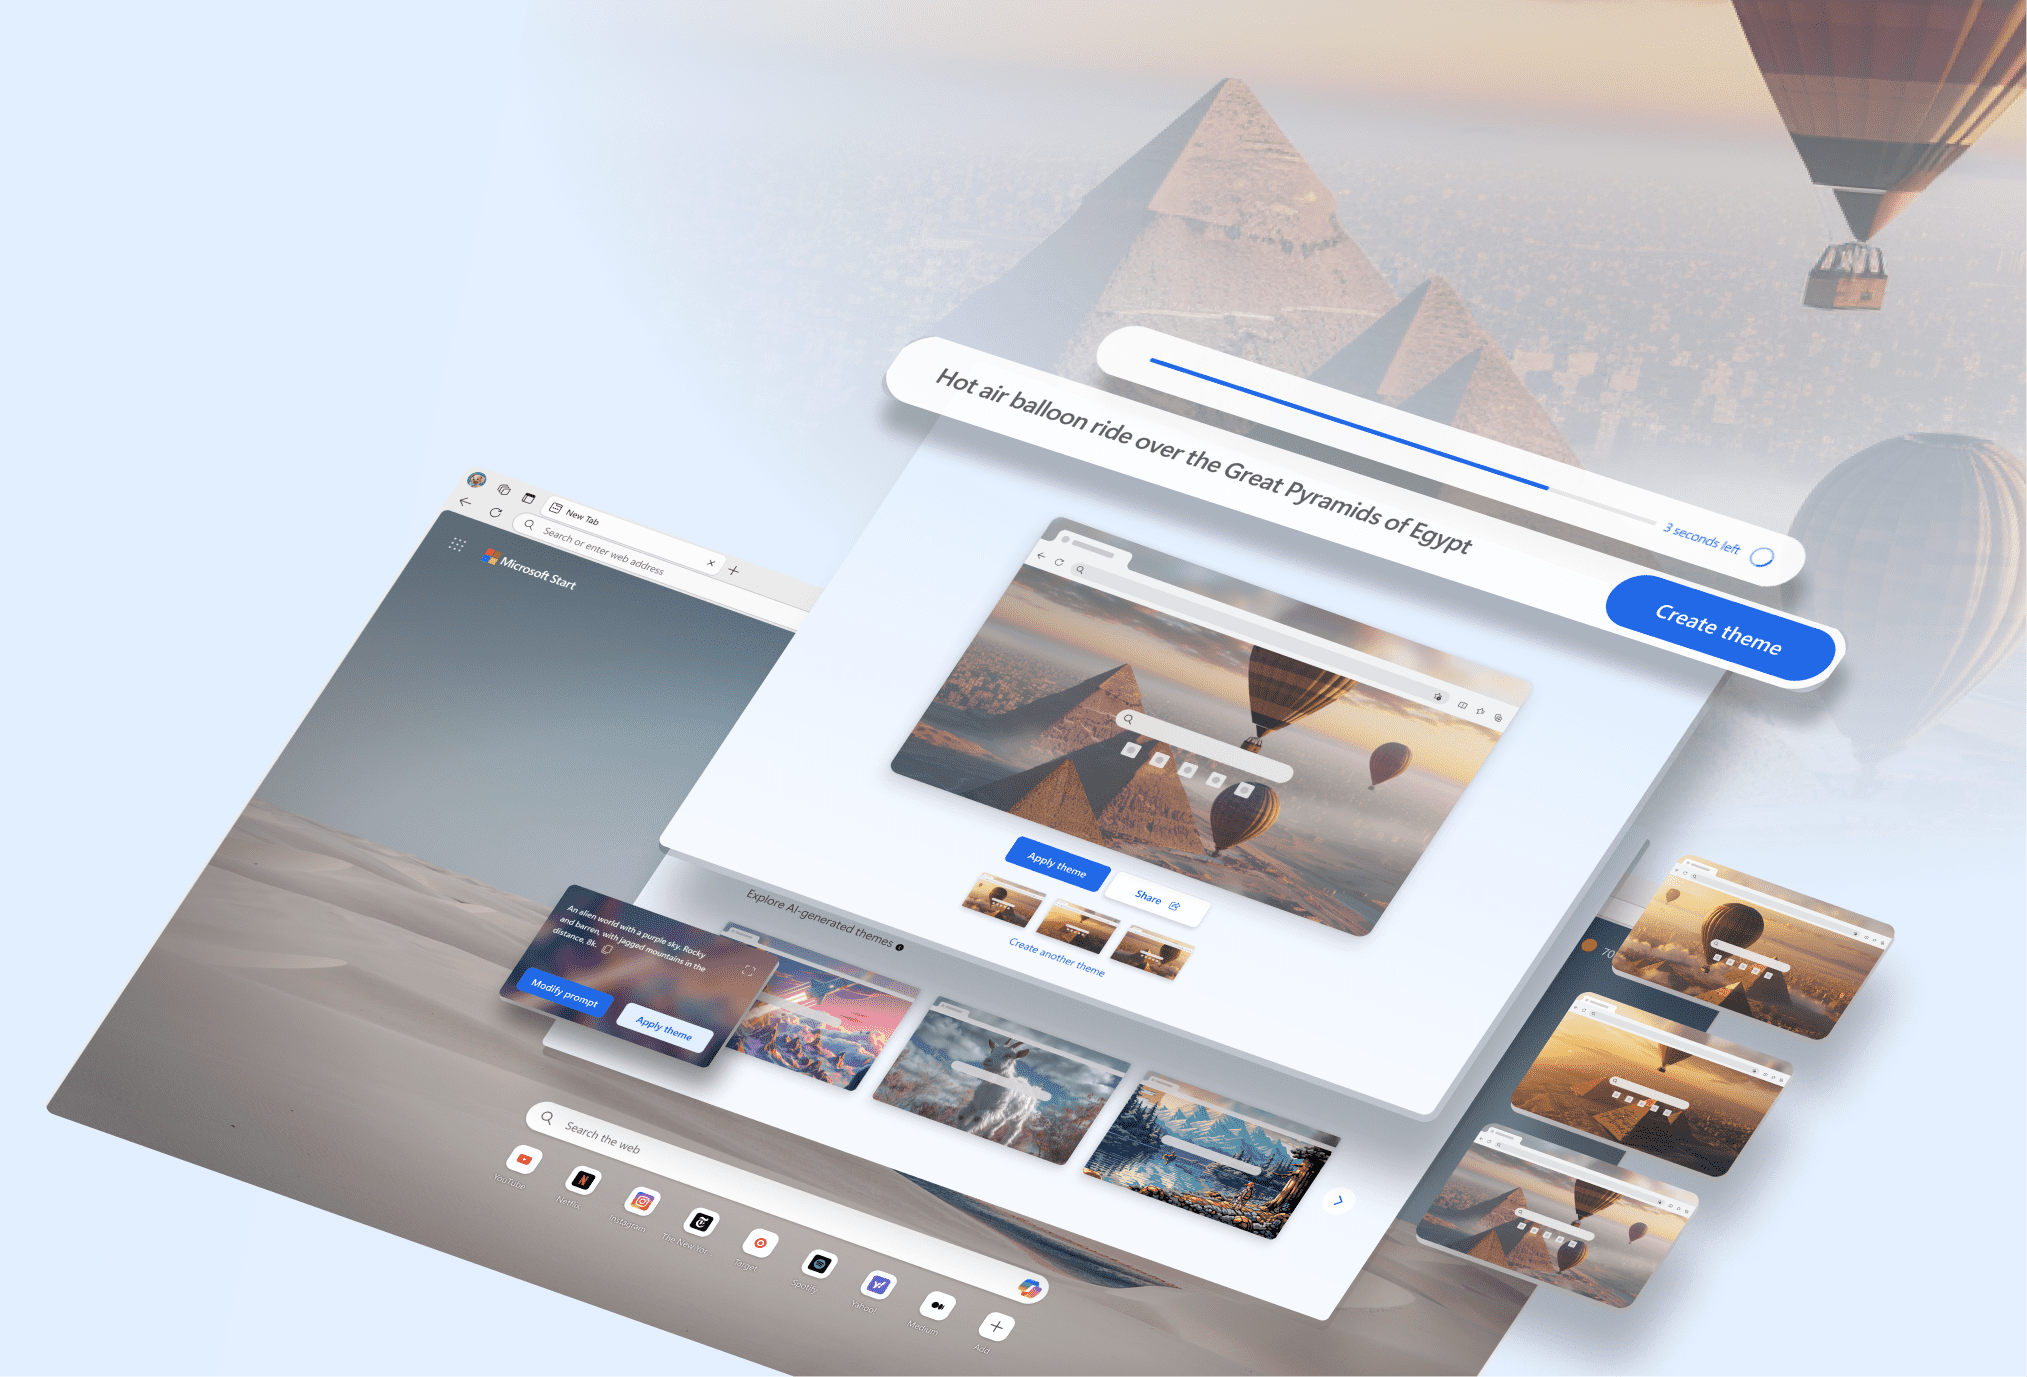 3 seconds left
Hot air balloon ride over the Great Pyramids of Egypt
Create theme
New Tab
Search or enter web address
Microsoft Start
Apply theme
Share
Create another theme
Explore AI-generated themes
An alien world with a purple sky. Rocky
and barren, with jagged mountains in the
distance, 8k.
Modify prompt
Apply theme
70
Search the web
YouTube
Netflix
Instagram
The New Yor...
Target
Spotify
Yahoo!
Medium
Add